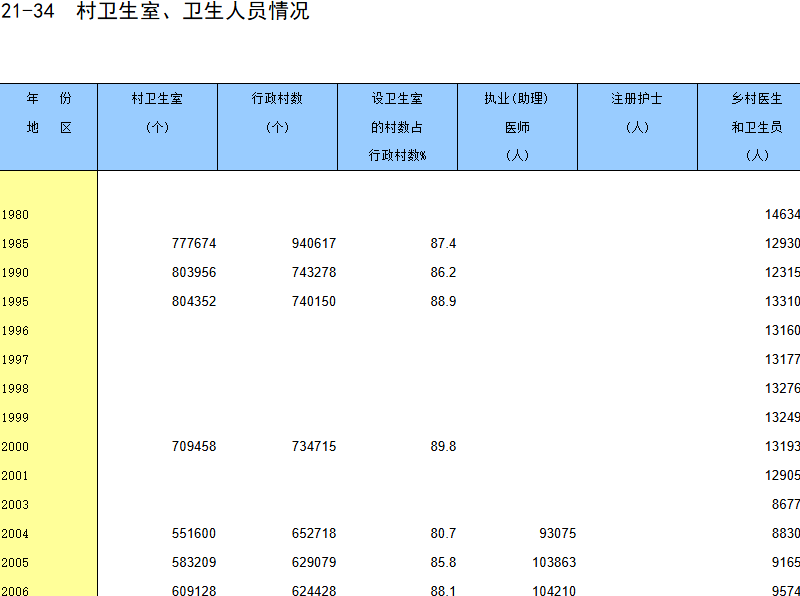 21-34 村卫生室、卫生人员情况
年 份 村卫生室 行政村数 设卫生室 执业(助理) 注册护士 乡村医生
地 区 (个) (个) 的村数占 医师 (人) 和卫生员
行政村数% (人) (人)
1980 14634
1985 777674 940617 87.4 12930
1990 803956 743278 86.2 12315
1995 804352 740150 88.9 13310
1996 13160
1997 13177
1998 13276
1999 13249
2000 709458 734715 89.8 13193
2001 12905
2003 8677
2004 551600 652718 80.7 93075 8830
2005 583209 629079 85.8 103863 9165
2006 609128 624428 88.1 104210 9574